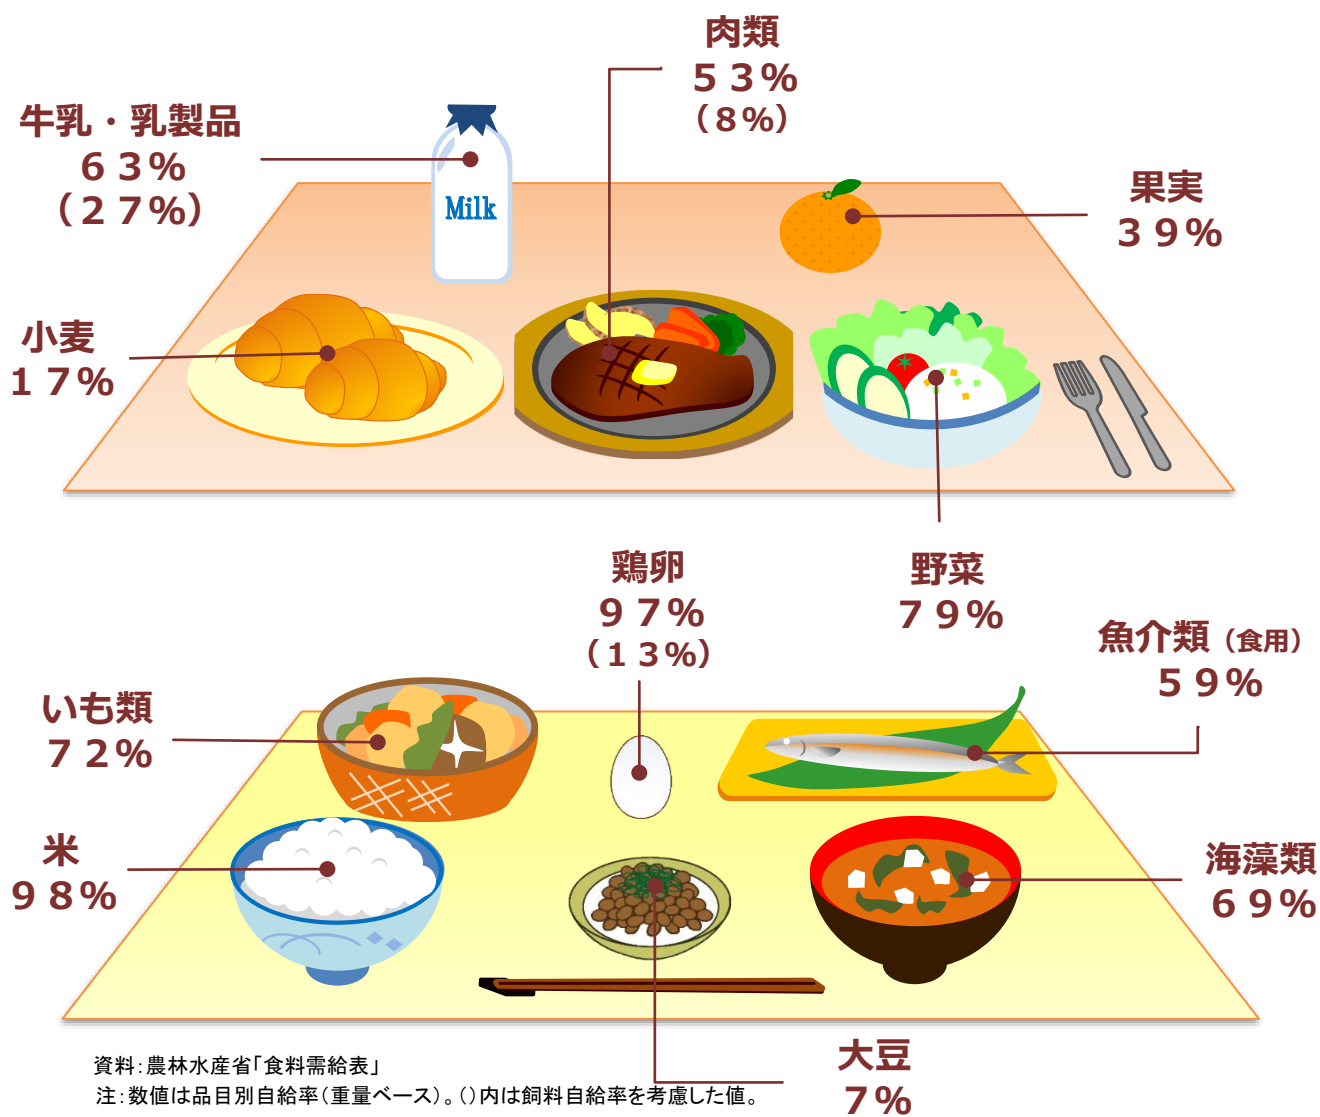 肉類
５３%
（８%）
牛乳・乳製品
６３%
（２７%）
Milk
果実
３９%
小麦
１７%
野菜
７９%
鶏卵
９７%
（１３%）
魚介類（食用）
５９%
いも類
７２%
米
９８%
海藻類
６９%
大豆
７%
資料：農林水産省「食料需給表」
注：数値は品目別自給率（重量ベース）。（）内は飼料自給率を考慮した値。